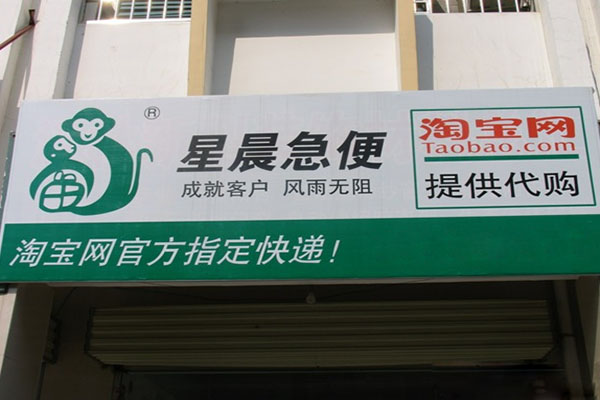 ®
星晨急便
成就客户 风雨无阻
淘宝网
Taobao.com
提供代购
淘宝网官方指定快递！